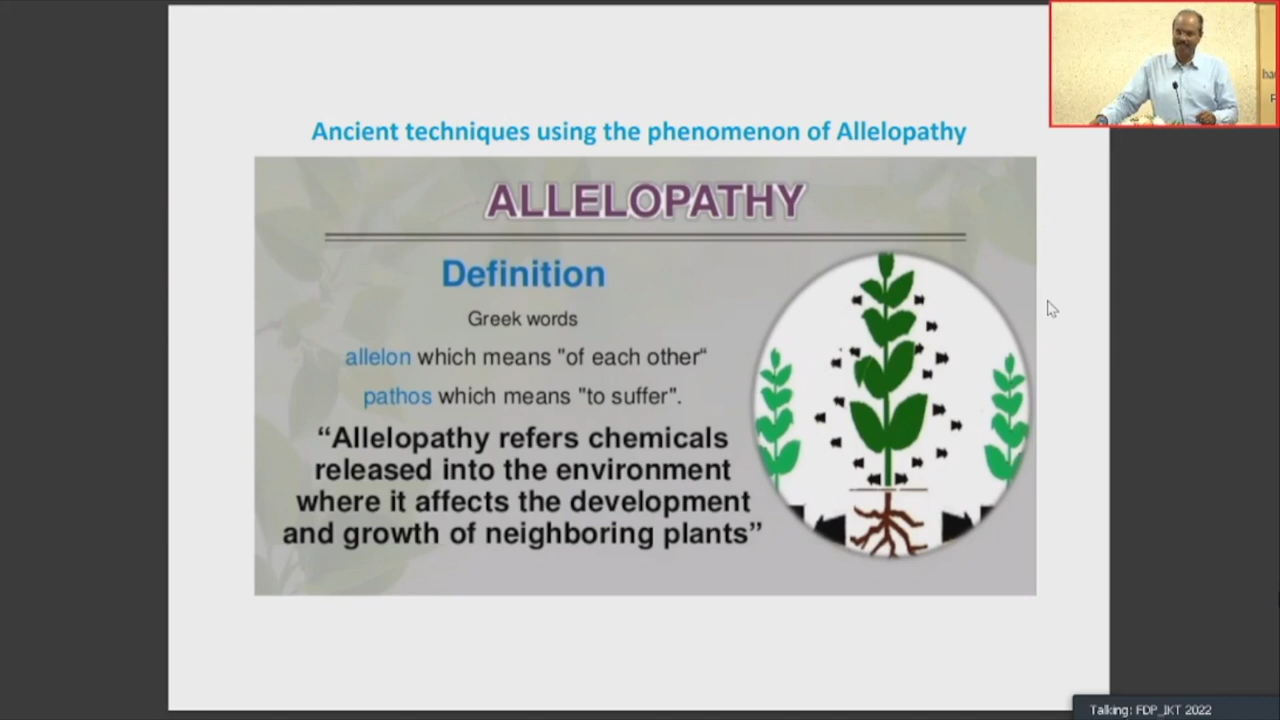 Ancient techniques using the phenomenon of Allelopathy
ALLELOPATHY
Definition
Greek words
allelon which means "of each other"
pathos which means "to suffer".
“Allelopathy refers chemicals
released into the environment
where it affects the development
and growth of neighboring plants”
Talking: FDP_IKT 2022